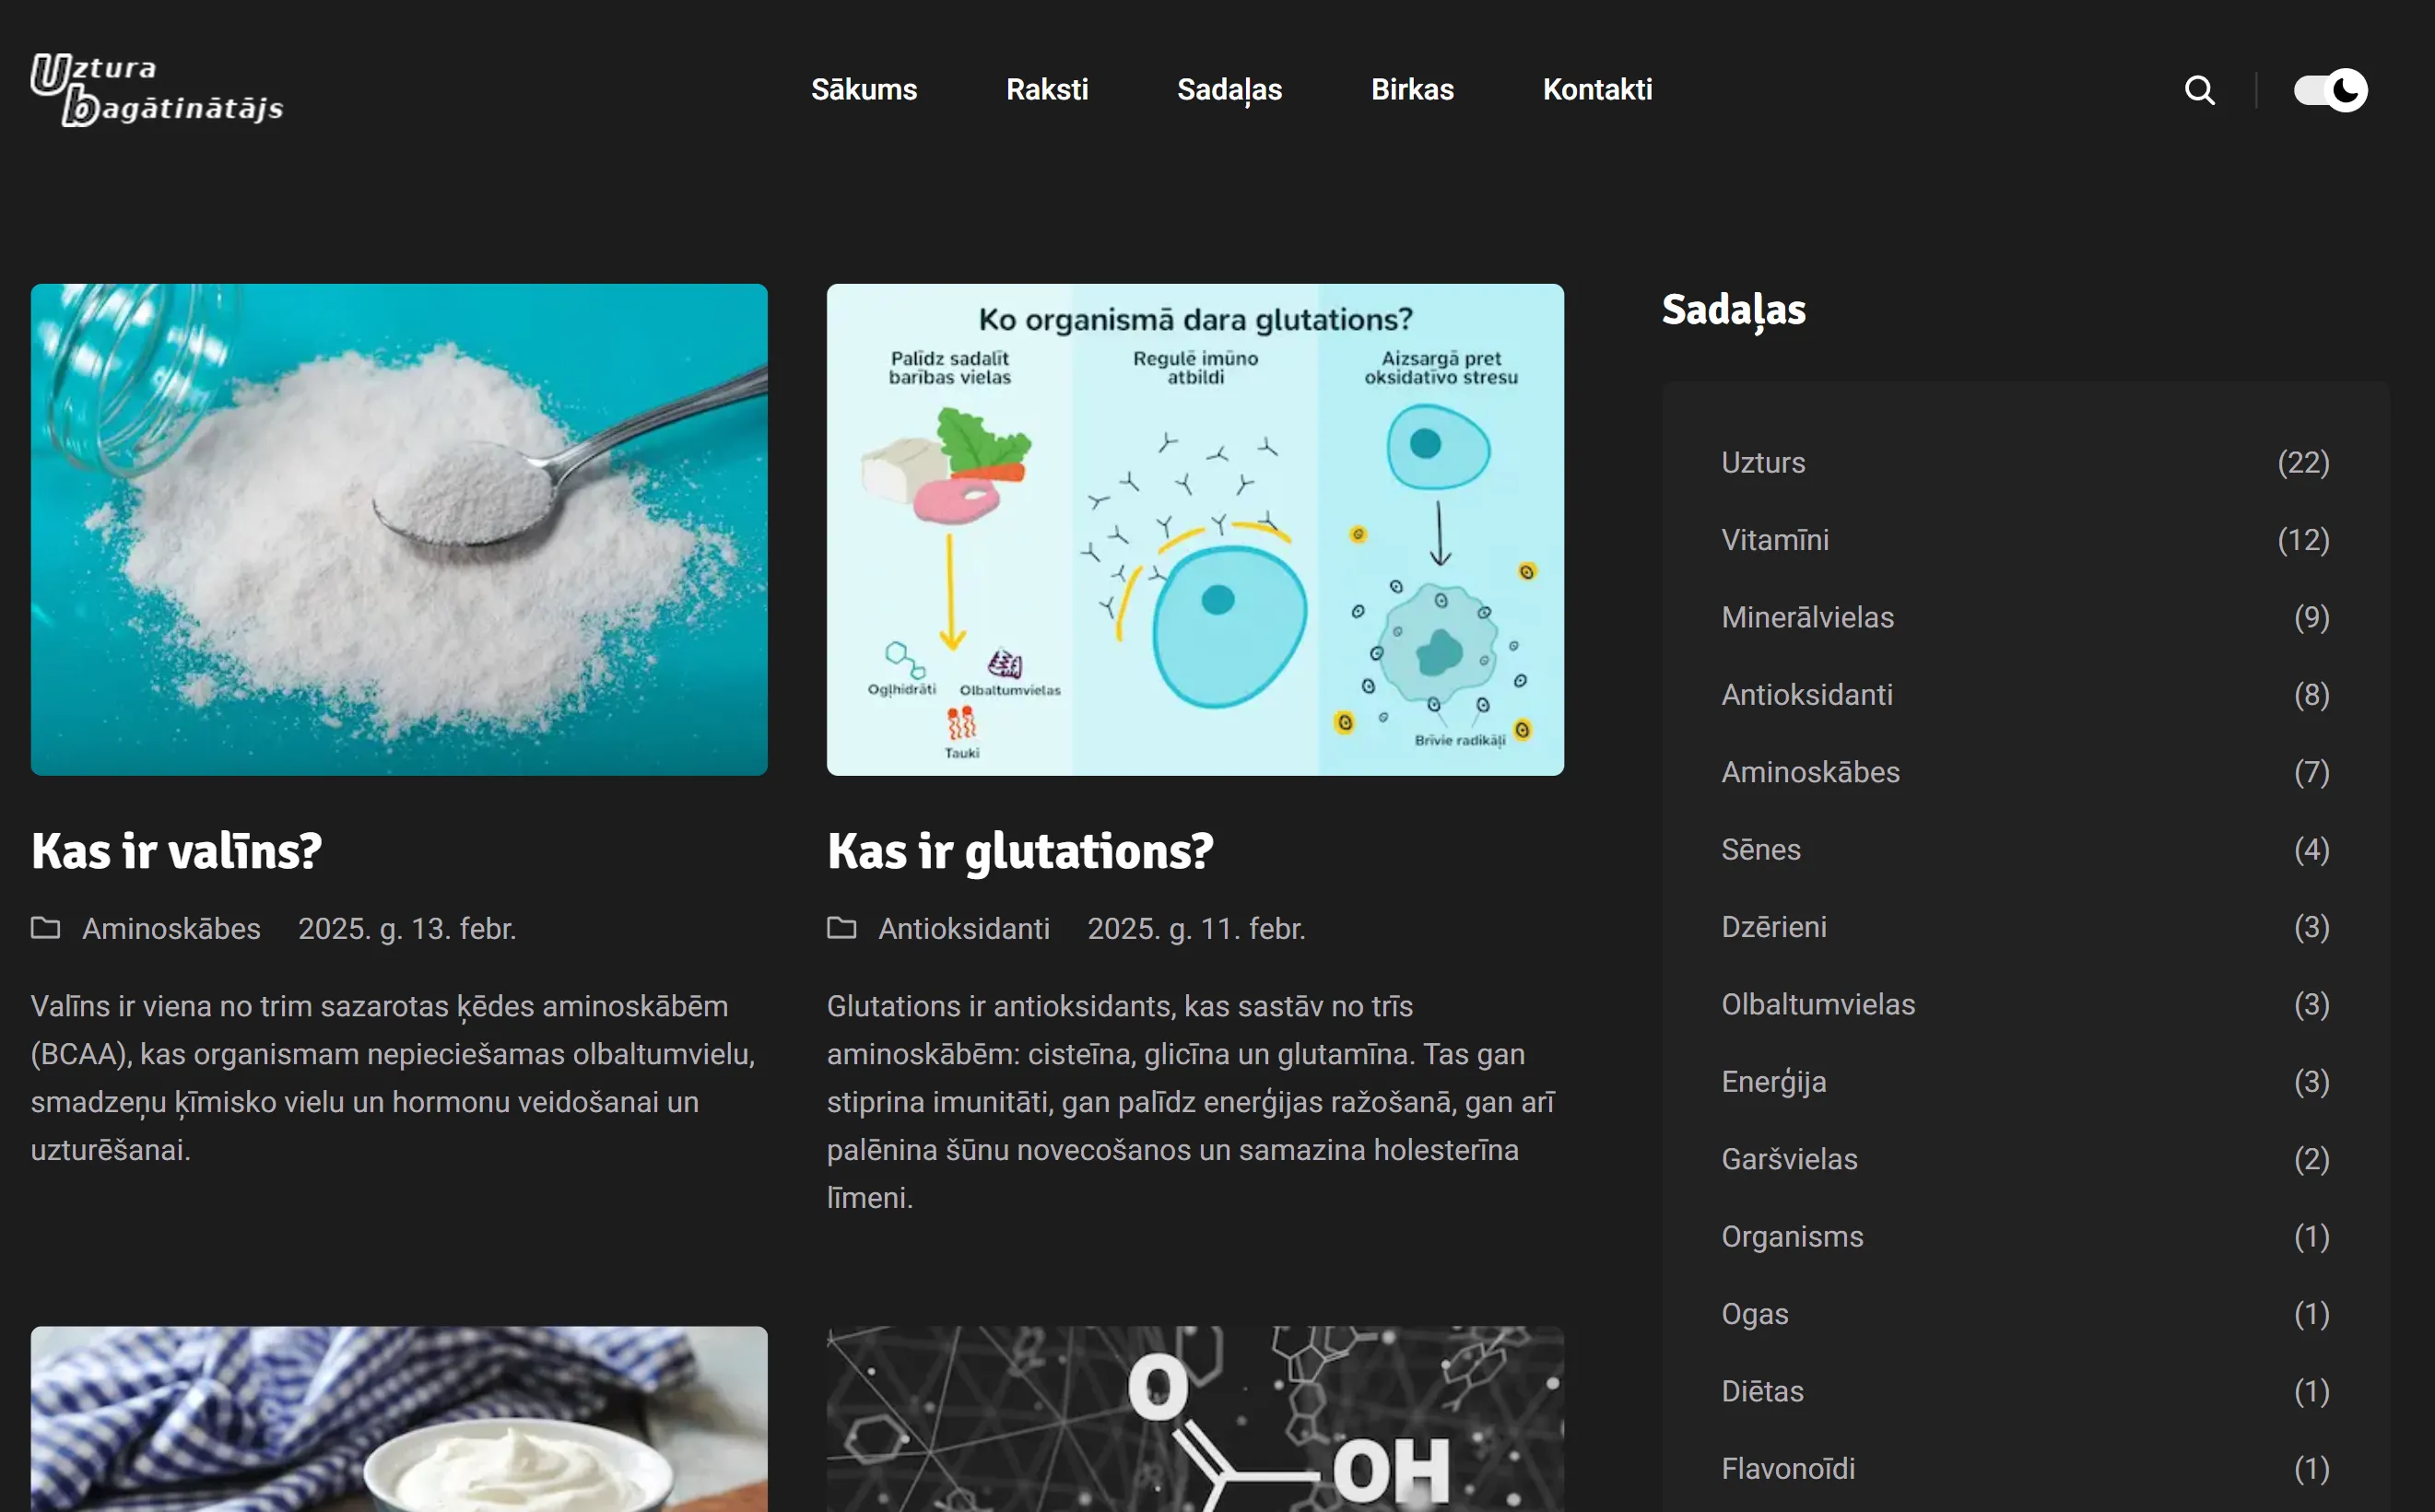 Uztura
bagātinātājs
Sākums
Raksti
Sadaļas
Birkas
Kontakti
Ko organismā dara glutations?
Palīdz sadalīt
barības vielas
Ogļhidrāti
Olbaltumvielas
Tauki
Regulē imūno
atbildi
Aizsargā pret
oksidatīvo stresu
Brīvie radikāļi
Kas ir valīns?
Aminoskābes 2025. g. 13. febr.
Valīns ir viena no trim sazarotas ķēdes aminoskābēm
(BCAA), kas organismam nepieciešamas olbaltumvielu,
smadzeņu ķīmisko vielu un hormonu veidošanai un
uzturēšanai.
Kas ir glutations?
Antioksidanti 2025. g. 11. febr.
Glutations ir antioksidants, kas sastāv no trīs
aminoskābēm: cisteīna, glicīna un glutamīna. Tas gan
stiprina imunitāti, gan palīdz enerģijas ražošanā, gan arī
palēnina šūnu novecošanos un samazina holesterīna
līmeni.
O
OH
Sadaļas
Uzturs (22)
Vitamīni (12)
Minerālvielas (9)
Antioksidanti (8)
Aminoskābes (7)
Sēnes (4)
Dzērieni (3)
Olbaltumvielas (3)
Enerģija (3)
Garšvielas (2)
Organisms (1)
Ogas (1)
Diētas (1)
Flavonoīdi (1)